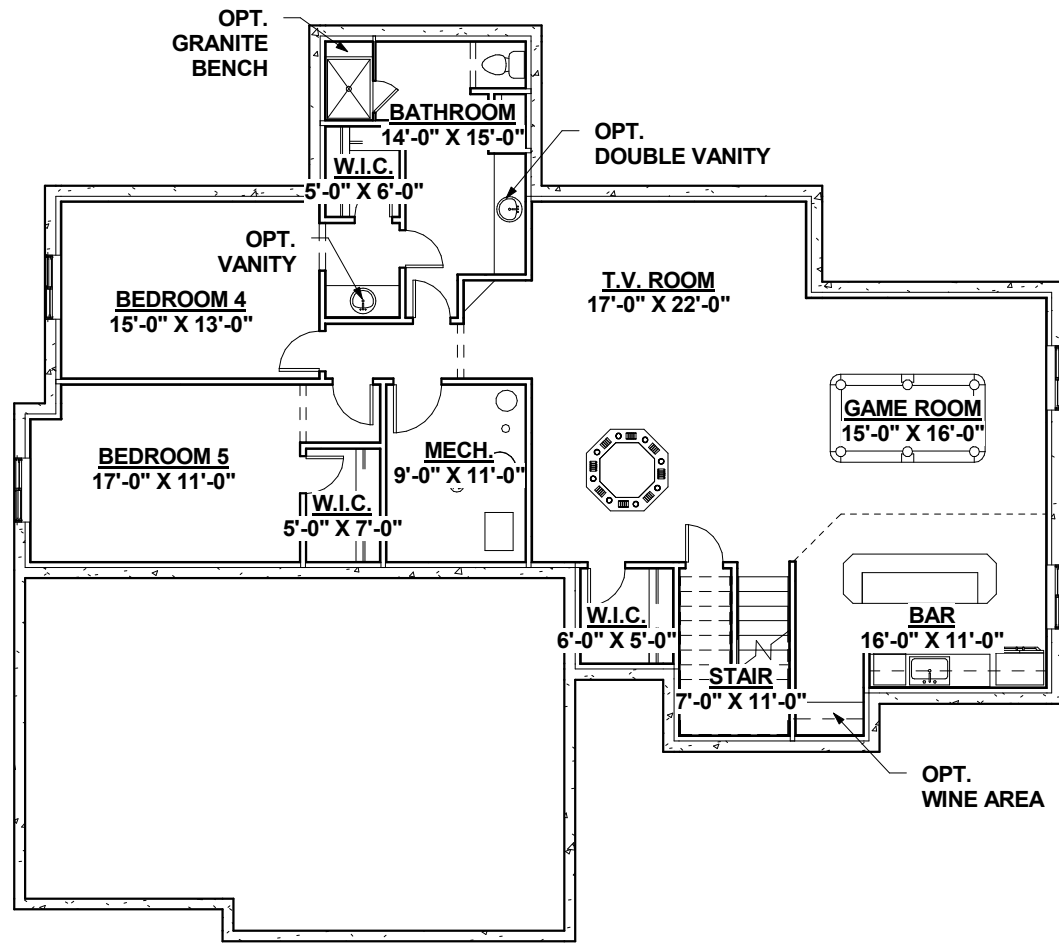 OPT.
GRANITE
BENCH
BATHROOM
14'-0" X 15'-0"
OPT.
DOUBLE VANITY
W.I.C.
5'-0" X 6'-0"
OPT.
VANITY
BEDROOM 4
15'-0" X 13'-0"
T.V. ROOM
17'-0" X 22'-0"
GAME ROOM
15'-0" X 16'-0"
BEDROOM 5
17'-0" X 11'-0"
MECH.
9'-0" X 11'-0"
W.I.C.
5'-0" X 7'-0"
W.I.C.
6'-0" X 5'-0"
BAR
16'-0" X 11'-0"
STAIR
7'-0" X 11'-0"
OPT.
WINE AREA